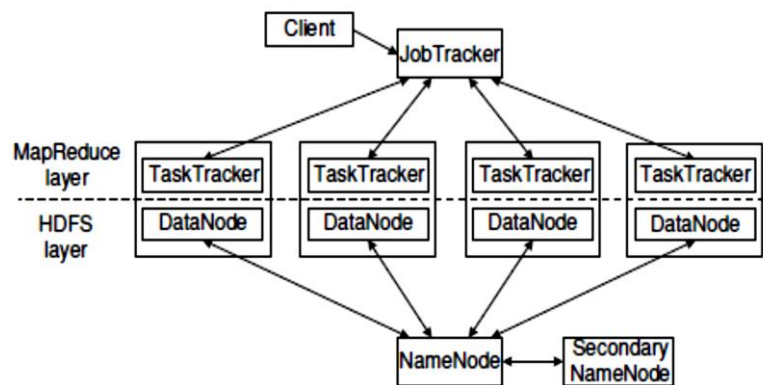 Client
JobTracker
MapReduce
layer
TaskTracker
TaskTracker
TaskTracker
TaskTracker
HDFS
layer
DataNode
DataNode
DataNode
DataNode
NameNode
Secondary
NameNode